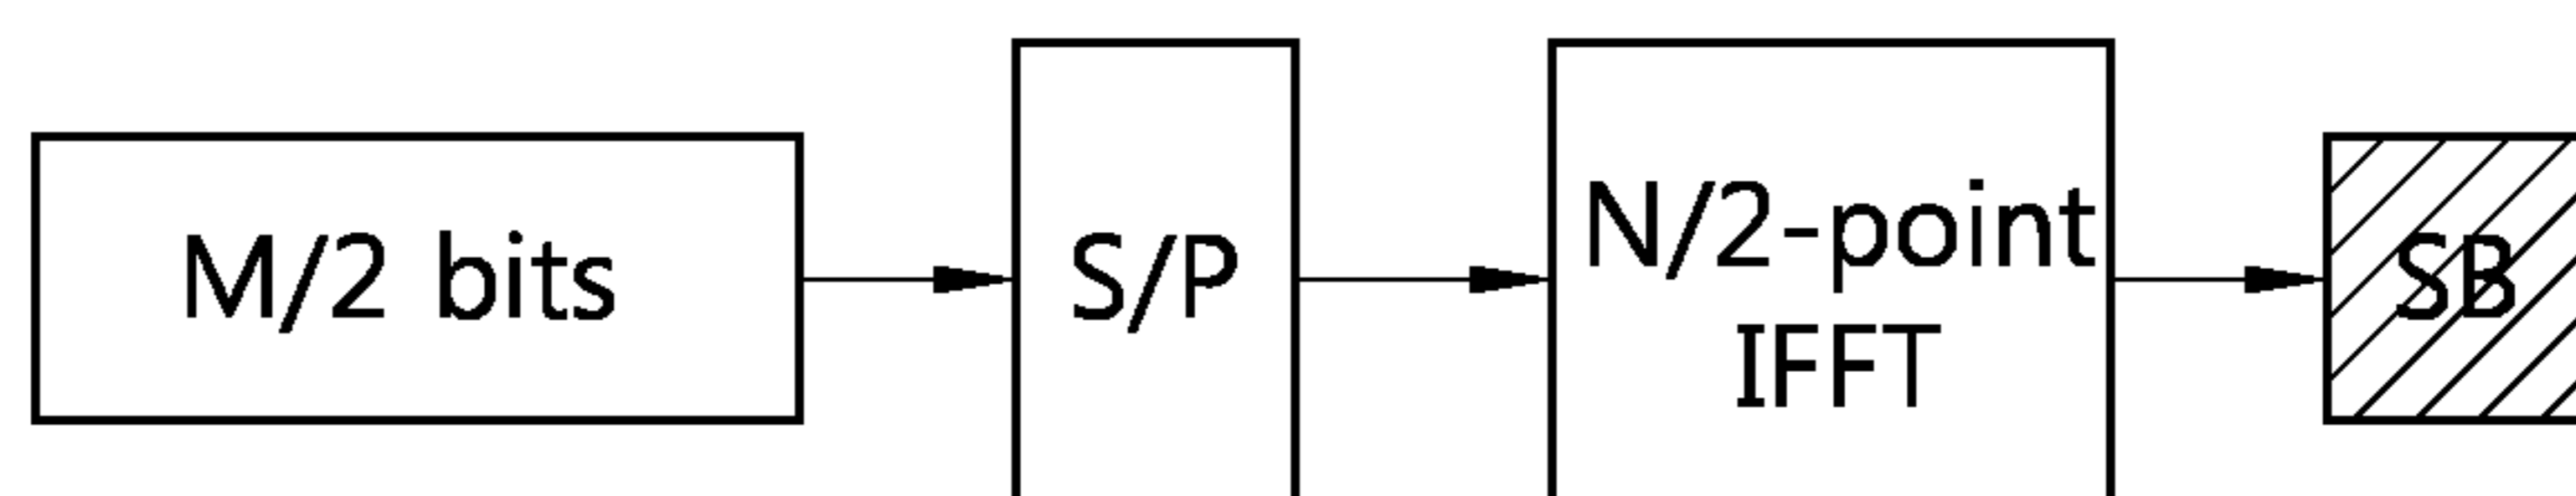 M/2 bits
S/P
N/2-point
IFFT
SB